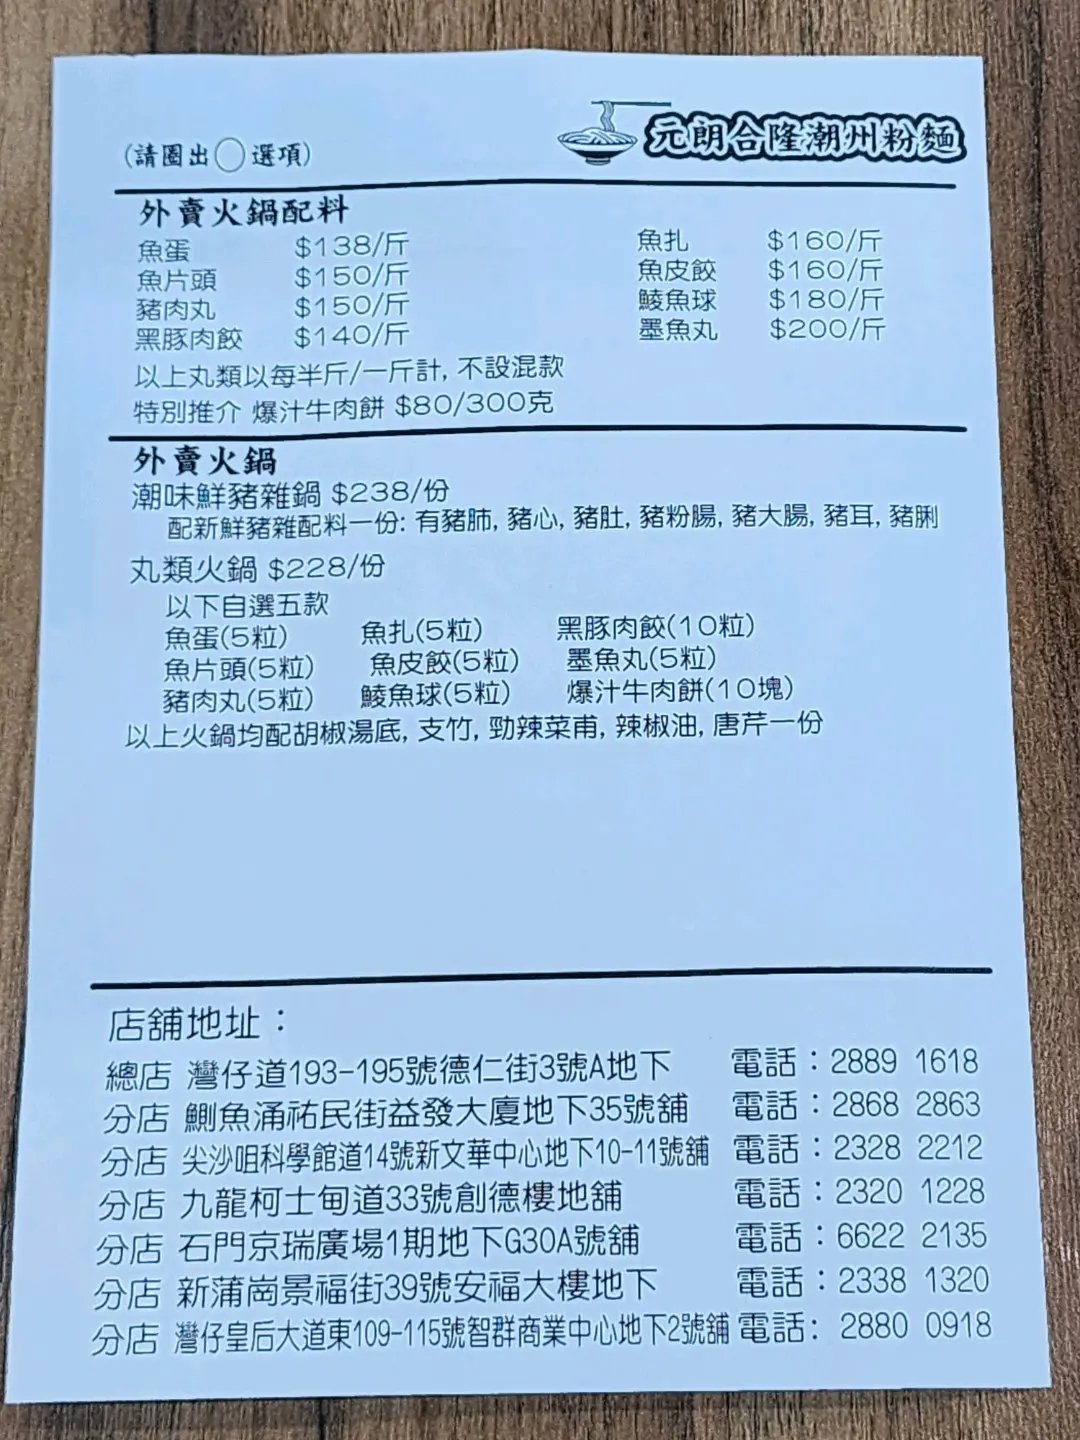 元朗合隆潮州粉麵
(請圈出○選項)
外賣火鍋配料
魚蛋 $138/斤 魚扎 $160/斤
魚片頭 $150/斤 魚皮餃 $160/斤
豬肉丸 $150/斤 鯪魚球 $180/斤
黑豚肉餃 $140/斤 墨魚丸 $200/斤
以上丸類以每半斤/一斤計, 不設混款
特別推介 爆汁牛肉餅 $80/300克
外賣火鍋
潮味鮮豬雜鍋 $238/份
配新鮮豬雜配料一份: 有豬肺, 豬心, 豬肚, 豬粉腸, 豬大腸, 豬耳, 豬脷
丸類火鍋 $228/份
以下自選五款
魚蛋(5粒) 魚扎(5粒) 黑豚肉餃(10粒)
魚片頭(5粒) 魚皮餃(5粒) 墨魚丸(5粒)
豬肉丸(5粒) 鯪魚球(5粒) 爆汁牛肉餅(10塊)
以上火鍋均配胡椒湯底, 支竹, 勁辣菜甫, 辣椒油, 唐芹一份
店舖地址：
總店 灣仔道193-195號德仁街3號A地下 電話：2889 1618
分店 鰂魚涌祐民街益發大廈地下35號舖 電話：2868 2863
分店 尖沙咀科學館道14號新文華中心地下10-11號舖 電話：2328 2212
分店 九龍柯士甸道33號創德樓地舖 電話：2320 1228
分店 石門京瑞廣場1期地下G30A號舖 電話：6622 2135
分店 新蒲崗景福街39號安福大樓地下 電話：2338 1320
分店 灣仔皇后大道東109-115號智群商業中心地下2號舖 電話: 2880 0918